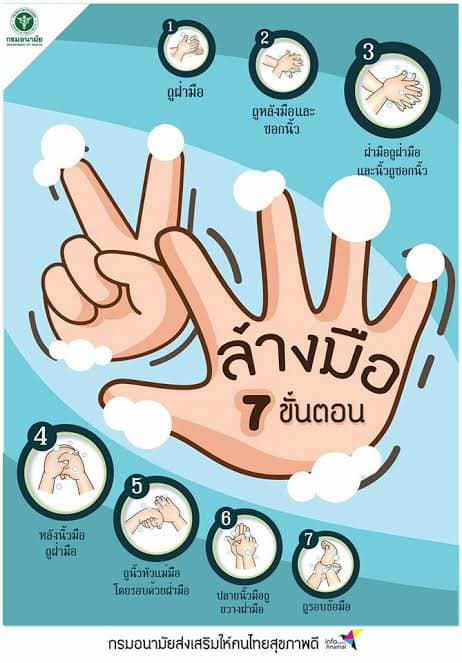 กรมอนามัย
DEPARTMENT OF HEALTH
1
ถูฝ่ามือ
2
ถูหลังมือและ
ซอกนิ้ว
3
ฝ่ามือถูฝ่ามือ
และนิ้วถูซอกนิ้ว
ล้างมือ
7 ขั้นตอน
4
หลังนิ้วมือ
ถูฝ่ามือ
5
ถูนิ้วหัวแม่มือ
โดยรอบด้วยฝ่ามือ
6
ปลายนิ้วมือถู
ขวางฝ่ามือ
7
ถูรอบข้อมือ
กรมอนามัยส่งเสริมให้คนไทยสุขภาพดี
info
Anamai